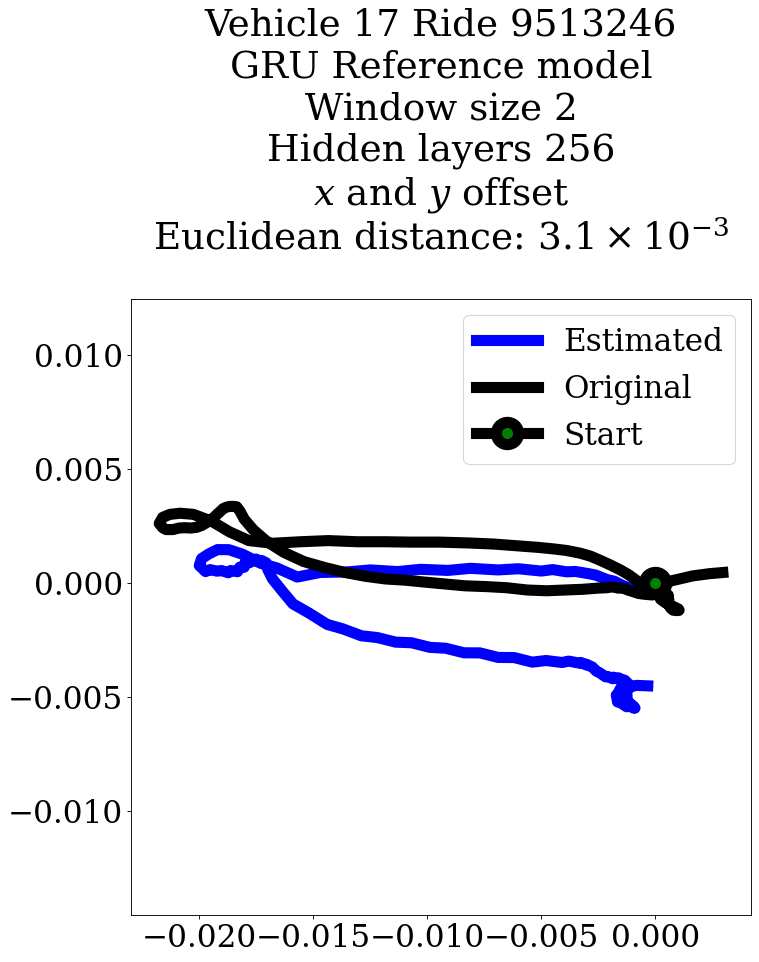 Vehicle 17 Ride 9513246
GRU Reference model
Window size 2
Hidden layers 256
x and y offset
Euclidean distance: 3.1 × 10⁻³
Estimated
Original
Start
0.010
0.005
0.000
−0.005
−0.010
−0.020 −0.015 −0.010 −0.005 0.000